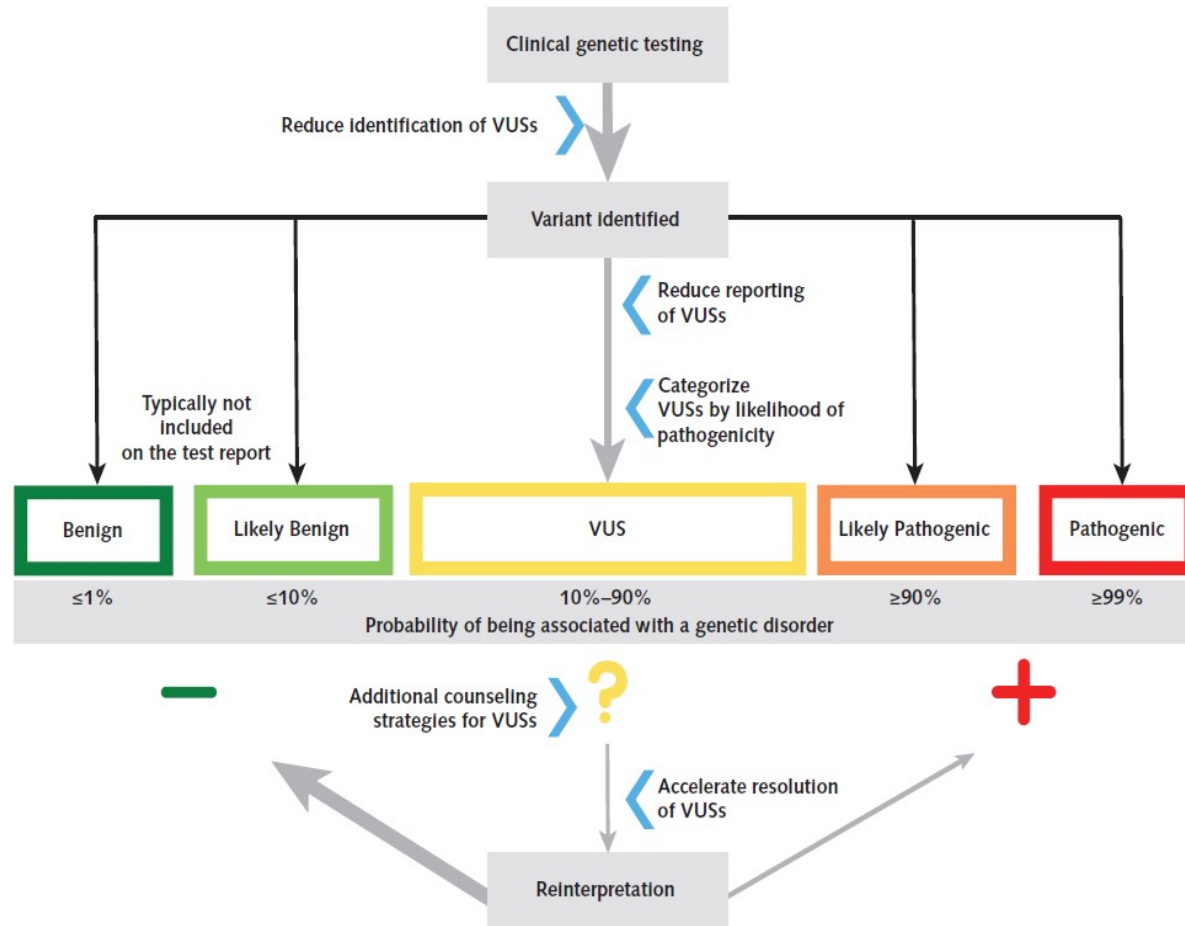 Clinical genetic testing
Reduce identification of VUSs
Variant identified
Reduce reporting
of VUSs
Categorize
VUSs by likelihood of
pathogenicity
Typically not
included
on the test report
Benign
Likely Benign
VUS
Likely Pathogenic
Pathogenic
≤1%
≤10%
10%–90%
≥90%
≥99%
Probability of being associated with a genetic disorder
Additional counseling
strategies for VUSs
?
Accelerate resolution
of VUSs
Reinterpretation